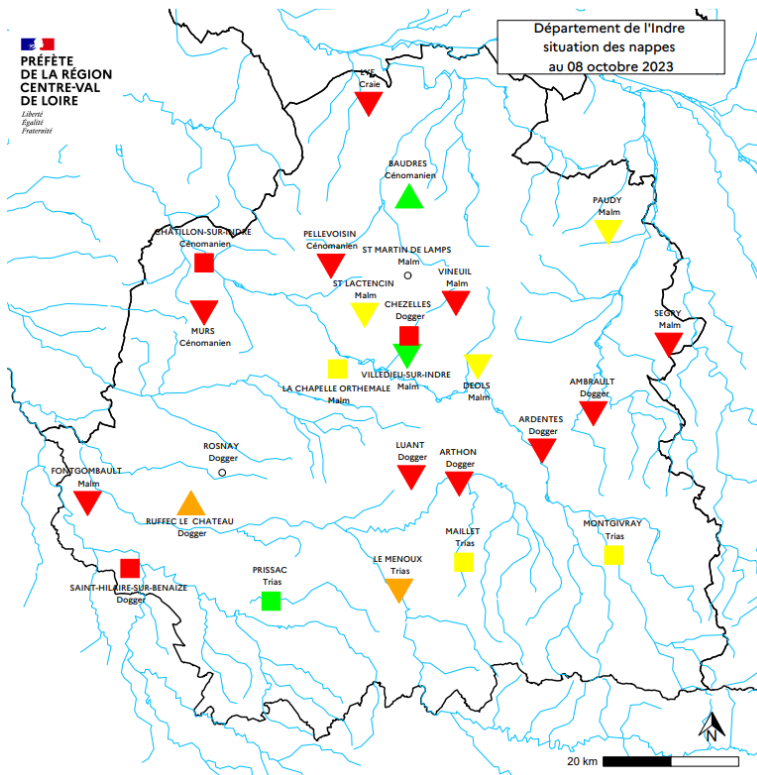 Département de l'Indre
situation des nappes
au 08 octobre 2023
PRÉFÈTE
DE LA RÉGION
CENTRE-VAL
DE LOIRE
Liberté
Égalité
Fraternité
LYE
Craie
BAUDRES
Cénomanien
PAUDY
Malm
CHÂTILLON-SUR-INDRE
Cénomanien
PELLEVOISIN
Cénomanien
ST MARTIN DE LAMPS
Malm
VINEUIL
Malm
ST LACTENCIN
Malm
CHEZELLES
Dogger
SEGRY
Malm
MURS
Cénomanien
VILLEDIEU-SUR-INDRE
Malm
LA CHAPELLE ORTHEMALE
Malm
DEOLS
Malm
AMBRAULT
Dogger
ARDENTES
Dogger
ROSNAY
Dogger
LUANT
Dogger
ARTHON
Dogger
FONTGOMBAULT
Malm
RUFFEC LE CHATEAU
Dogger
MAILLET
Trias
MONTGIVRAY
Trias
PRISSAC
Trias
LE MENOUX
Trias
SAINT-HILAIRE-SUR-BENAIZE
Dogger
N
20 km